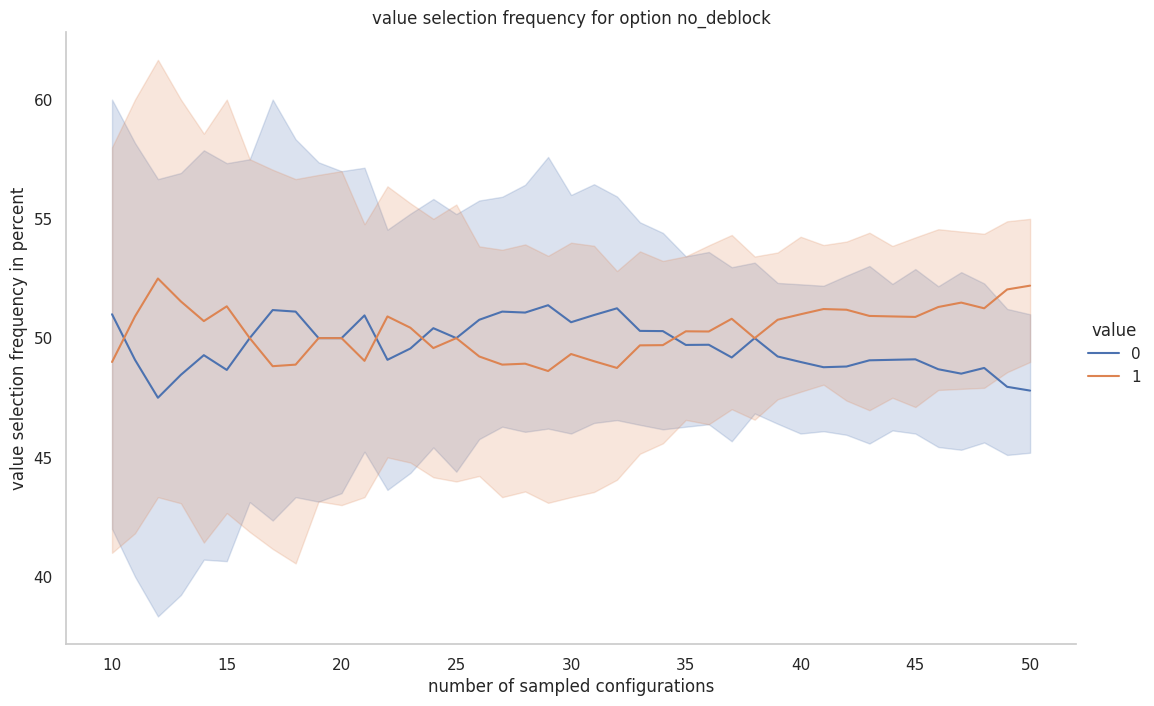 value selection frequency for option no_deblock
value selection frequency in percent
60
55
50
45
40
10 15 20 25 30 35 40 45 50
number of sampled configurations
value
0
1